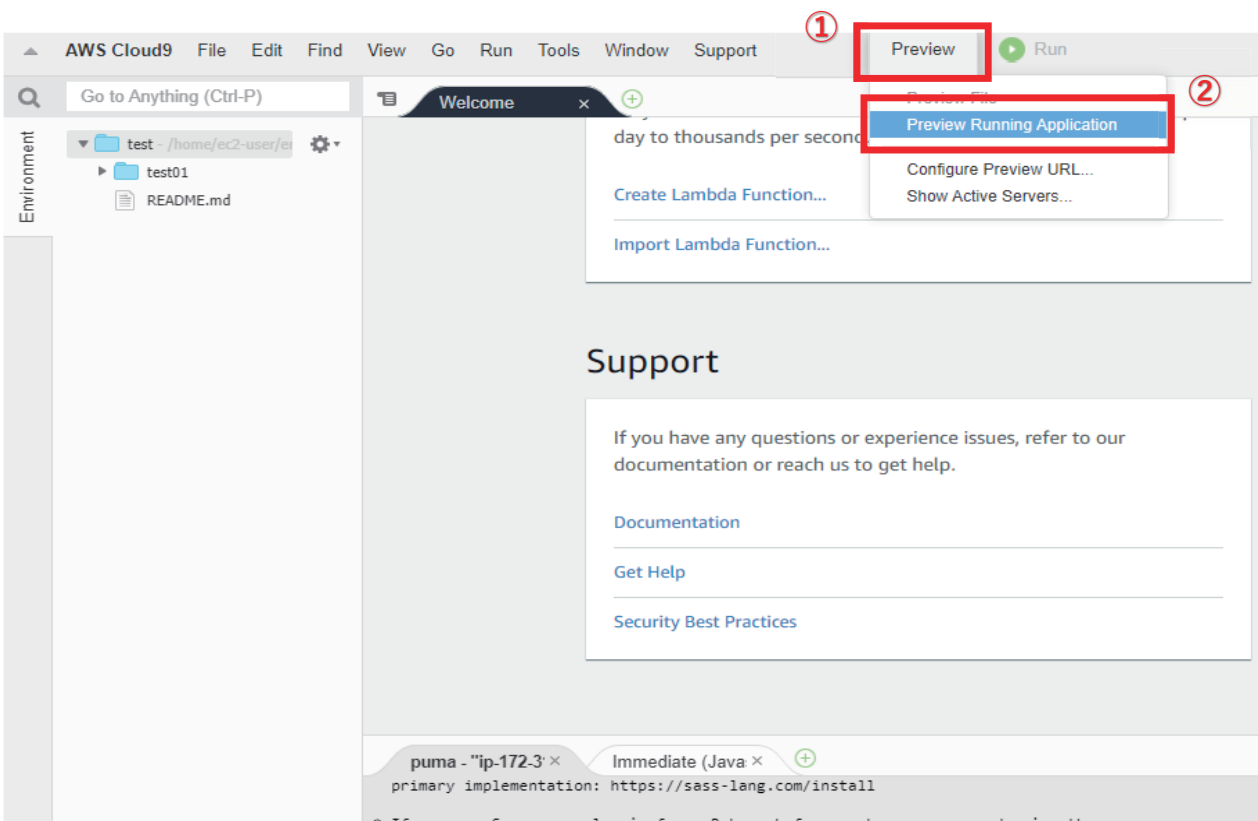 ①
AWS Cloud9 File Edit Find View Go Run Tools Window Support Preview Run
②
Go to Anything (Ctrl-P)
Welcome
Preview File
Preview Running Application
Configure Preview URL...
Show Active Servers...
Environment
test - /home/ec2-user/
test01
README.md
day to thousands per second
Create Lambda Function...
Import Lambda Function...
Support
If you have any questions or experience issues, refer to our
documentation or reach us to get help.
Documentation
Get Help
Security Best Practices
puma - "ip-172-3
Immediate (Java
primary implementation: https://sass-lang.com/install